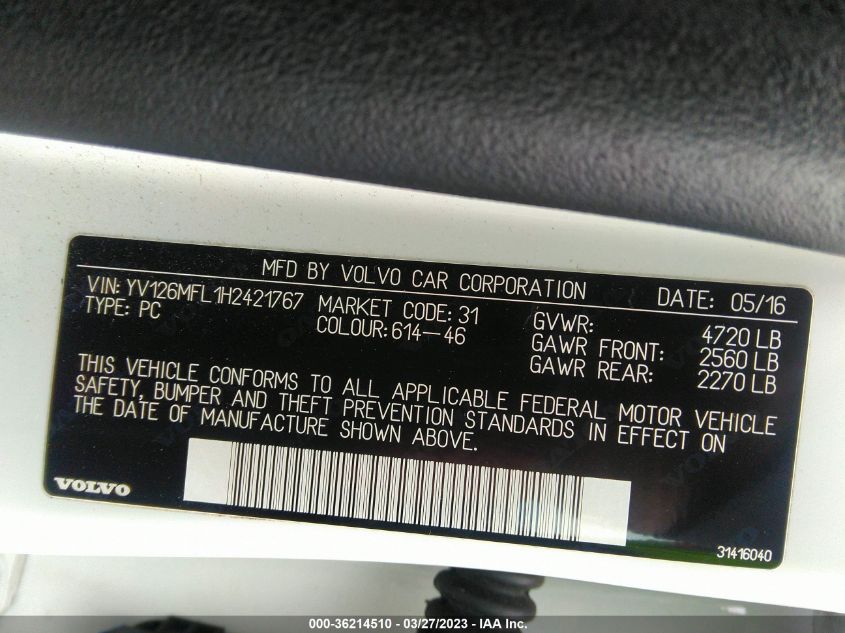 MFD BY VOLVO CAR CORPORATION DATE: 05/16
VIN: YV126MFL1H2421767 MARKET CODE: 31 GVWR: 4720 LB
TYPE: PC COLOUR: 614-46 GAWR FRONT: 2560 LB
GAWR REAR: 2270 LB
THIS VEHICLE CONFORMS TO ALL APPLICABLE FEDERAL MOTOR VEHICLE
SAFETY, BUMPER AND THEFT PREVENTION STANDARDS IN EFFECT ON
THE DATE OF MANUFACTURE SHOWN ABOVE.
VOLVO
31416040
000-36214510 - 03/27/2023 - IAA Inc.